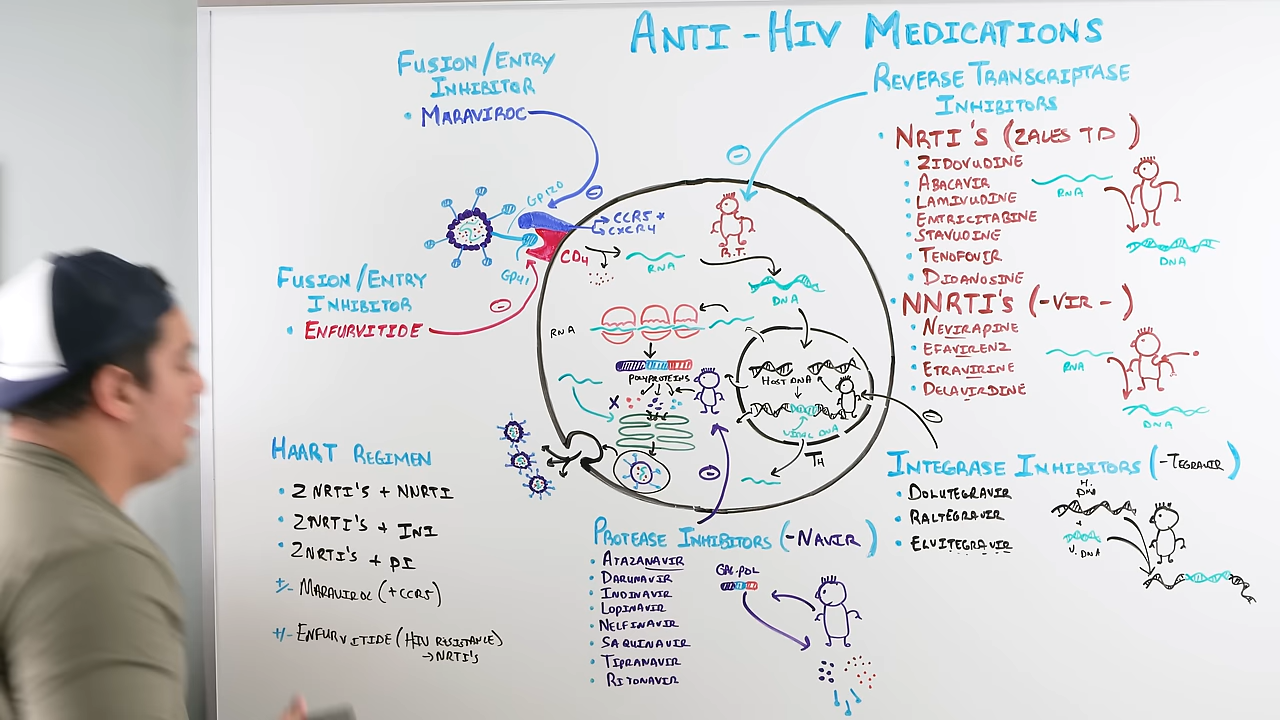 ANTI-HIV MEDICATIONS
FUSION/ENTRY
INHIBITOR
• MARAVIROC
GP120
GP41
CD4
CCR5 *
CXCR4
FUSION/ENTRY
INHIBITOR
• ENFURVITIDE
RNA
R.T.
DNA
RNA
POLYPROTEINS
X
HOST DNA
VIRAL DNA
TH
REVERSE TRANSCRIPTASE
INHIBITORS
• NRTI'S (ZALES TD)
• ZIDOVUDINE
• ABACAVIR
• LAMIVUDINE
• EMTRICITABINE
• STAVUDINE
• TENOFOVIR
• DIDANOSINE
RNA
DNA
• NNRTI'S (-VIR-)
• NEVIRAPINE
• EFAVIRENZ
• ETRAVIRINE
• DELAVIRDINE
RNA
DNA
INTEGRASE INHIBITORS (-TEGRAVIR)
• DOLUTEGRAVIR
• RALTEGRAVIR
• ELVITEGRAVIR
H. DNA
+
V. DNA
HAART REGIMEN
• 2 NRTI'S + NNRTI
• 2 NRTI'S + INI
• 2 NRTI'S + PI
+/- MARAVIROC (+CCR5)
+/- ENFURVITIDE (HIV RESISTANCE)
→ NRTI'S
PROTEASE INHIBITORS (-NAVIR)
• ATAZANAVIR
• DARUNAVIR
• INDINAVIR
• LOPINAVIR
• NELFINAVIR
• SAQUINAVIR
• TIPRANAVIR
• RITONAVIR
GAG-POL